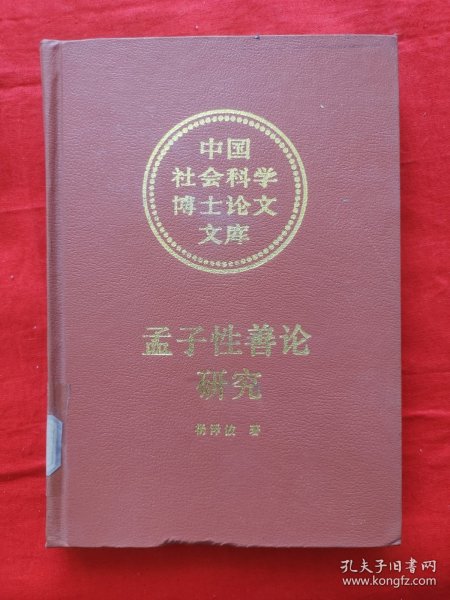 中国
社会科学
博士论文
文库
孟子性善论
研究
杨泽波 著
孔夫子旧书网
www.kongfz.com